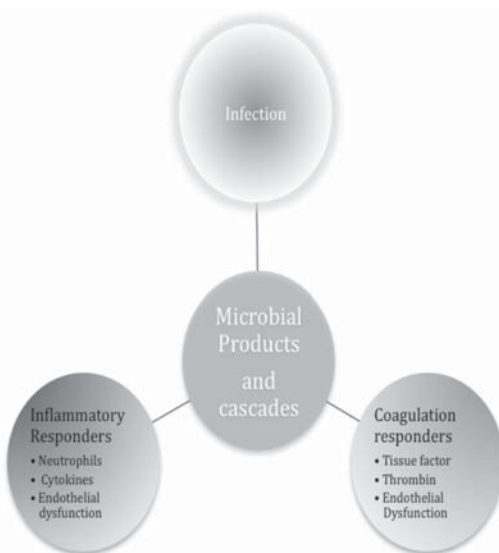 Infection
Microbial
Products
and
cascades
Inflammatory
Responders
• Neutrophils
• Cytokines
• Endothelial
dysfunction
Coagulation
responders
• Tissue factor
• Thrombin
• Endothelial
Dysfunction